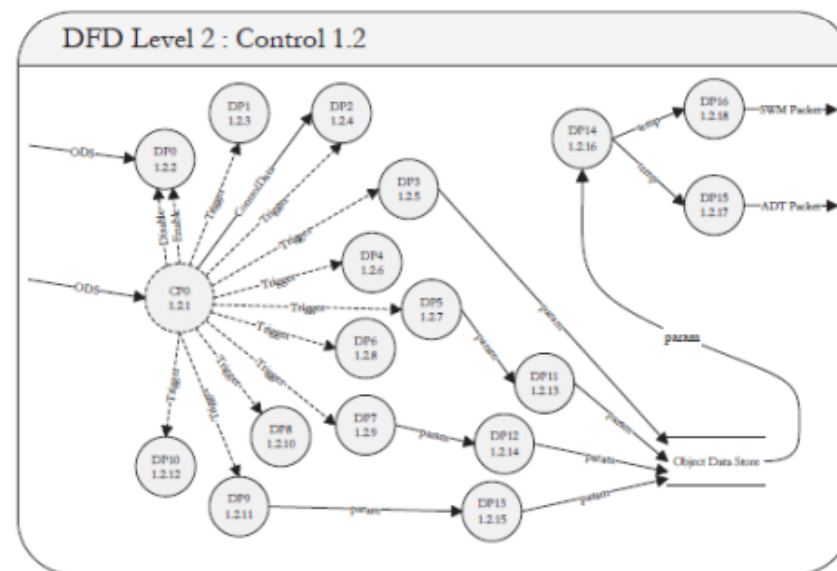 DFD Level 2 : Control 1.2
DP1
1.2.3
DP2
1.2.4
DP16
1.2.18
SWM Packet
DP14
1.2.16
temp
temp
DP15
1.2.17
ADT Packet
ODS
DP0
1.2.2
Disable
Enable
Trigger
ControlData
Trigger
DP3
1.2.5
Trigger
DP4
1.2.6
Trigger
ODS
CP0
1.2.1
Trigger
DP5
1.2.7
param
param
param
Trigger
DP6
1.2.8
DP11
1.2.13
param
Trigger
Trigger
Trigger
Trigger
DP7
1.2.9
param
DP12
1.2.14
param
Object Data Store
DP8
1.2.10
DP10
1.2.12
DP9
1.2.11
param
DP13
1.2.15
param